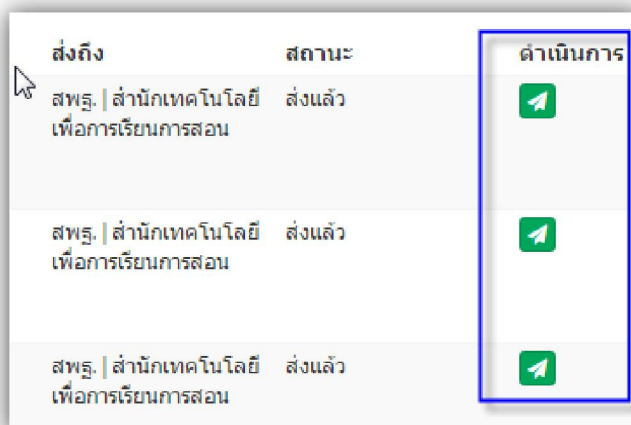 ส่งถึง สถานะ ดำเนินการ
สพฐ. | สำนักเทคโนโลยี ส่งแล้ว
เพื่อการเรียนการสอน
สพฐ. | สำนักเทคโนโลยี ส่งแล้ว
เพื่อการเรียนการสอน
สพฐ. | สำนักเทคโนโลยี ส่งแล้ว
เพื่อการเรียนการสอน